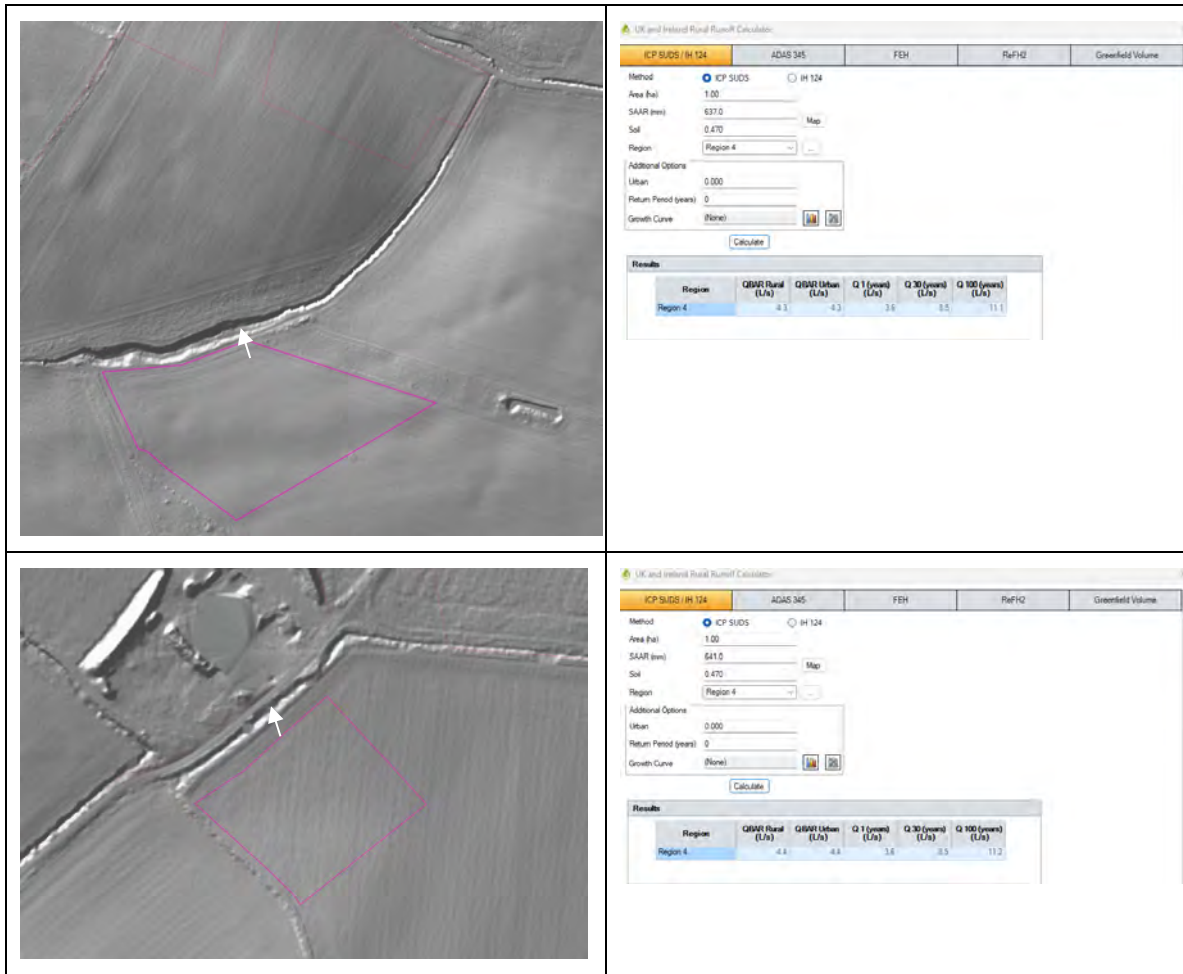 UK and Ireland Rural Runoff Calculator
ICP SUDS / IH 124 ADAS 345 FEH ReFH2 Greenfield Volume
Method ICP SUDS IH 124
Area (ha) 1.00
SAAR (mm) 637.0
Map
Soil 0.470
Region Region 4 ...
Additional Options
Urban 0.000
Return Period (years) 0
Growth Curve (None)
Calculate
Results
Region QBAR Rural (L/s) QBAR Urban (L/s) Q 1 (years) (L/s) Q 30 (years) (L/s) Q 100 (years) (L/s)
Region 4 4.3 4.3 3.6 8.5 11.1
UK and Ireland Rural Runoff Calculator
ICP SUDS / IH 124 ADAS 345 FEH ReFH2 Greenfield Volume
Method ICP SUDS IH 124
Area (ha) 1.00
SAAR (mm) 641.0
Map
Soil 0.470
Region Region 4 ...
Additional Options
Urban 0.000
Return Period (years) 0
Growth Curve (None)
Calculate
Results
Region QBAR Rural (L/s) QBAR Urban (L/s) Q 1 (years) (L/s) Q 30 (years) (L/s) Q 100 (years) (L/s)
Region 4 4.4 4.4 3.6 8.5 11.2